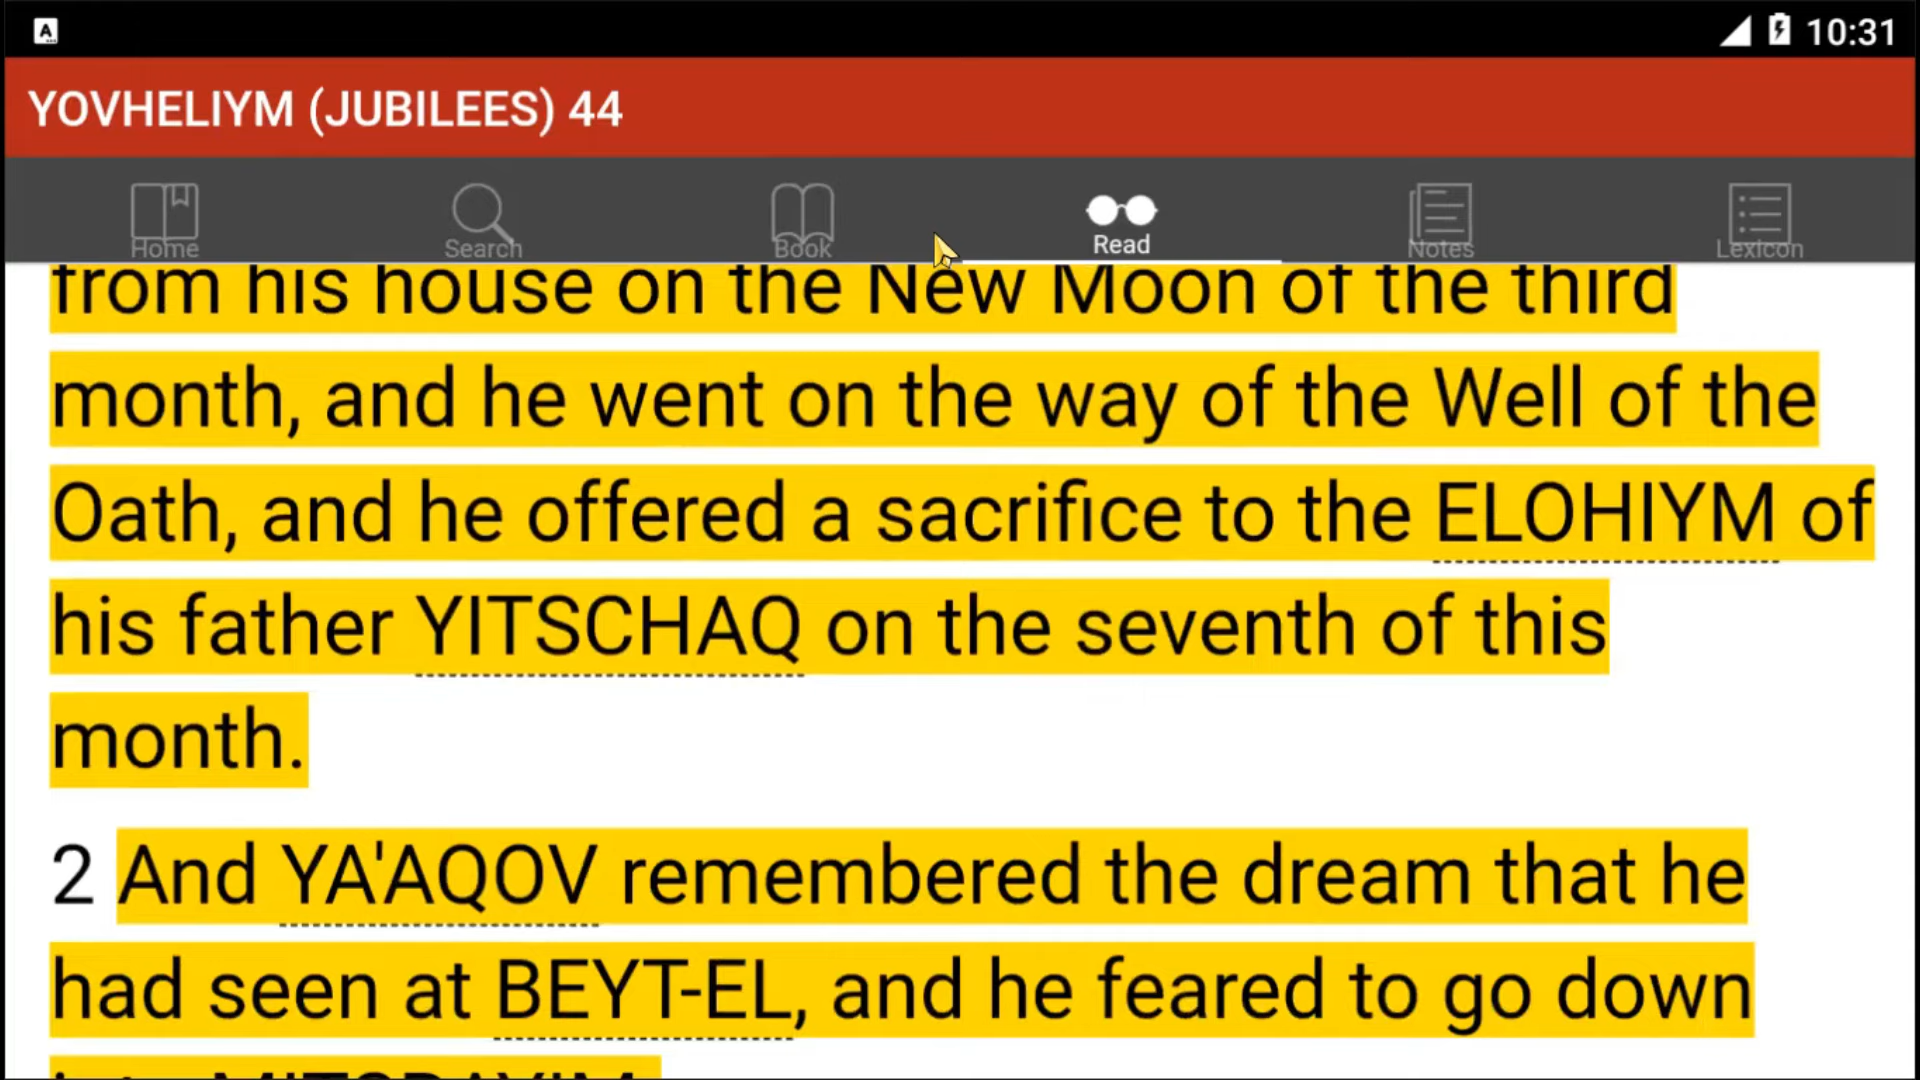 10:31
YOVHELIYM (JUBILEES) 44
Home Search Book Read Notes Lexicon
from his house on the New Moon of the third
month, and he went on the way of the Well of the
Oath, and he offered a sacrifice to the ELOHIYM of
his father YITSCHAQ on the seventh of this
month.
2 And YA'AQOV remembered the dream that he
had seen at BEYT-EL, and he feared to go down